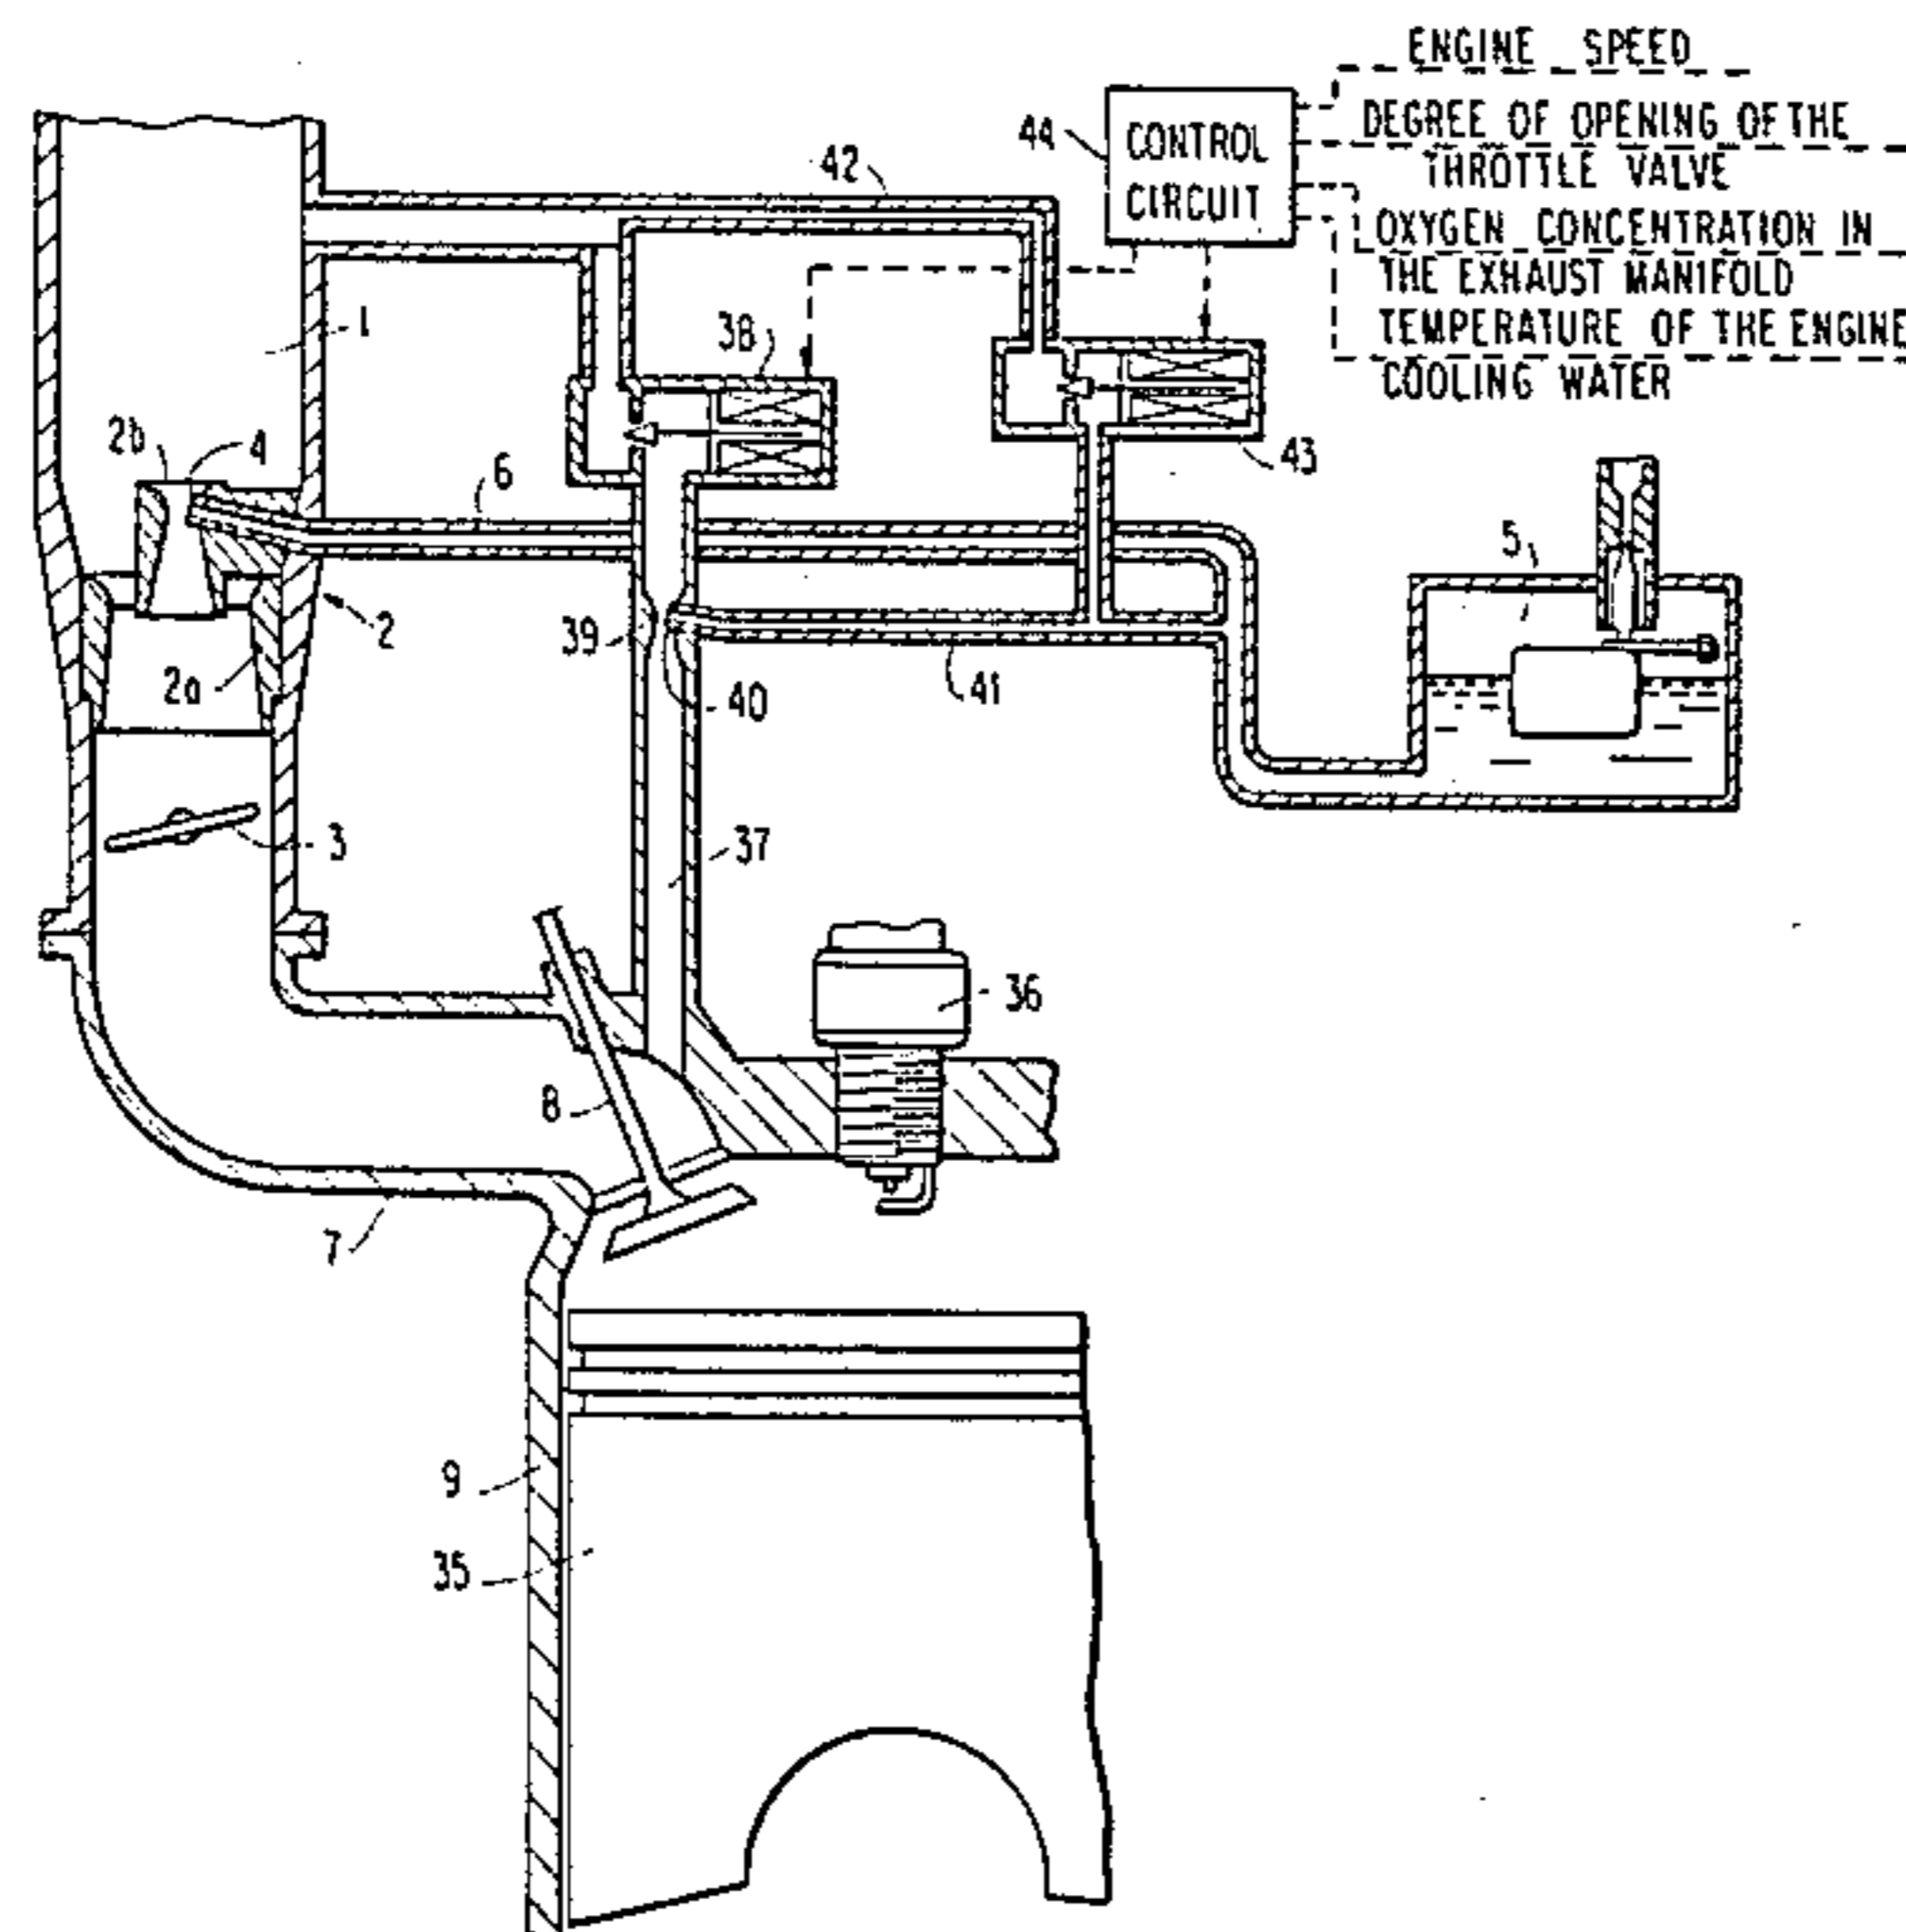 ENGINE SPEED
DEGREE OF OPENING OF THE
THROTTLE VALVE
OXYGEN CONCENTRATION IN
THE EXHAUST MANIFOLD
TEMPERATURE OF THE ENGINE
COOLING WATER
44
CONTROL
CIRCUIT
42
1
38
43
2b
4
6
5
39
2
2a
40
41
3
37
36
8
7
9
35